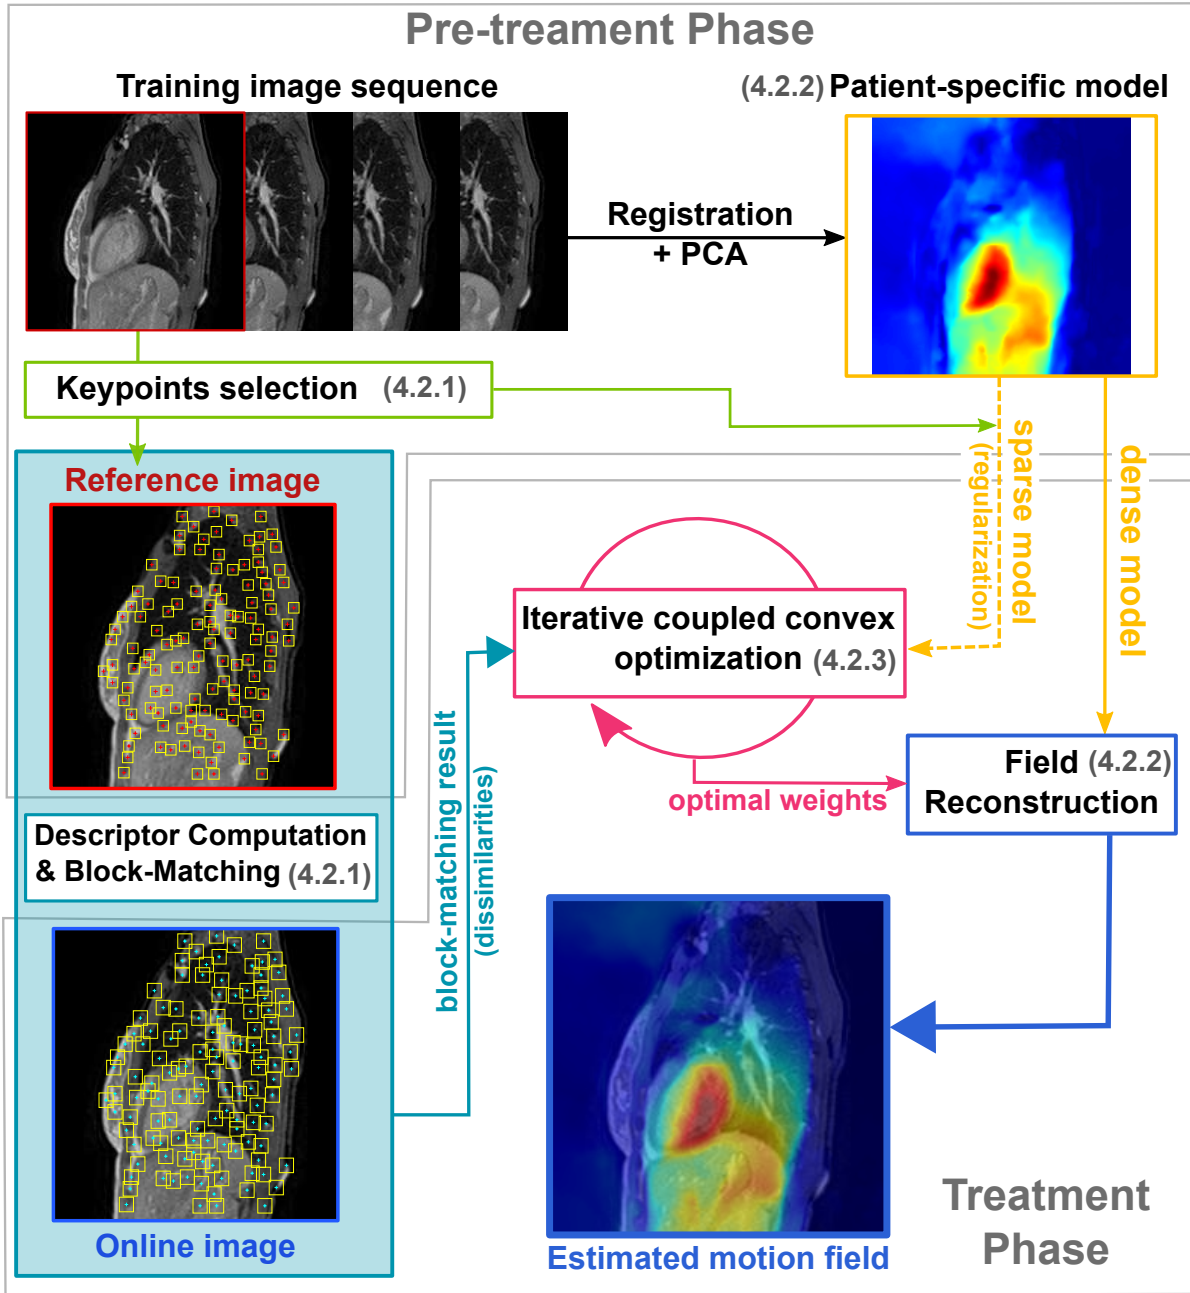 Pre-treament Phase
Training image sequence
(4.2.2) Patient-specific model
Registration
+ PCA
Keypoints selection (4.2.1)
sparse model
(regularization)
dense model
Reference image
Iterative coupled convex
optimization (4.2.3)
block-matching result
(dissimilarities)
optimal weights
Field (4.2.2)
Reconstruction
Descriptor Computation
& Block-Matching (4.2.1)
Online image
Estimated motion field
Treatment
Phase